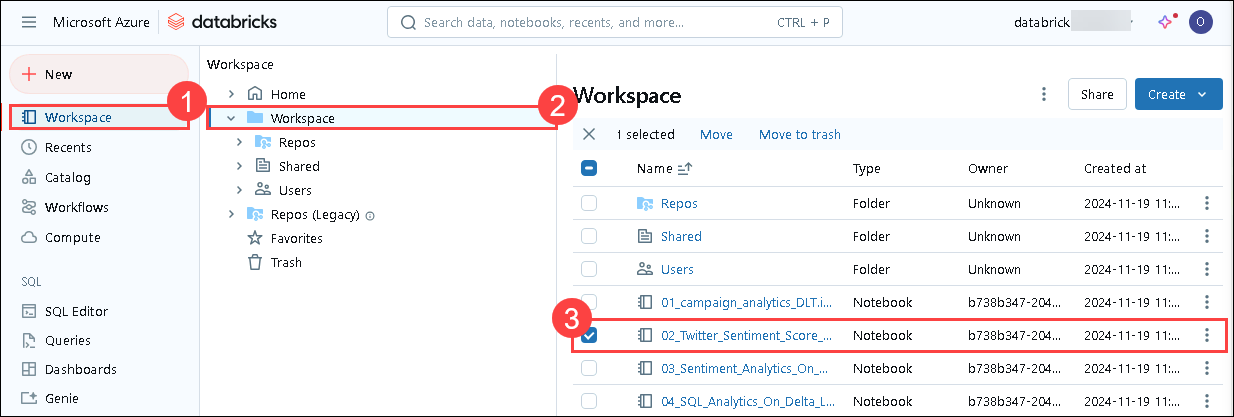 Microsoft Azure databricks Search data, notebooks, recents, and more... CTRL + P databrick O
New
1
Workspace
Recents
Catalog
Workflows
Compute
SQL
SQL Editor
Queries
Dashboards
Genie
Workspace
Home
2
Workspace
Repos
Shared
Users
Repos (Legacy)
Favorites
Trash
Workspace Share Create
1 selected Move Move to trash
Name Type Owner Created at
Repos Folder Unknown 2024-11-19 11:...
Shared Folder Unknown 2024-11-19 11:...
Users Folder Unknown 2024-11-19 11:...
01_campaign_analytics_DLT.i... Notebook b738b347-204... 2024-11-19 11:...
3
02_Twitter_Sentiment_Score_... Notebook b738b347-204... 2024-11-19 11:...
03_Sentiment_Analytics_On_... Notebook b738b347-204... 2024-11-19 11:...
04_SQL_Analytics_On_Delta_L... Notebook b738b347-204... 2024-11-19 11:...